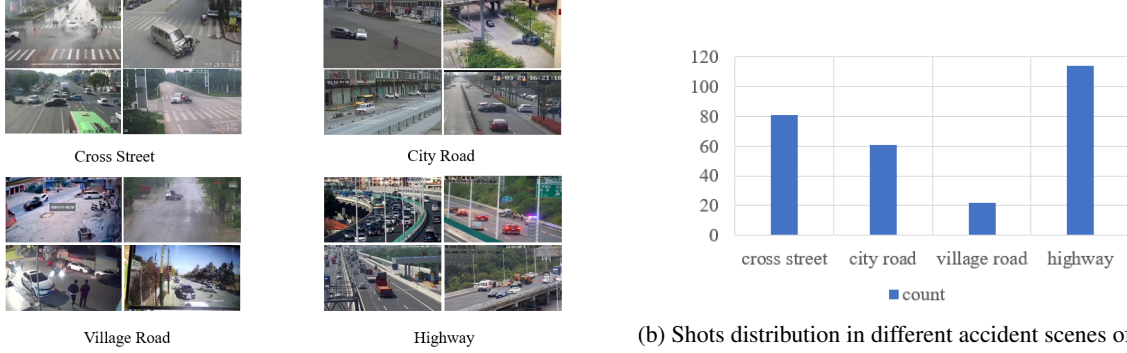 Cross Street
City Road
Village Road
Highway
120
100
80
60
40
20
0
cross street
city road
village road
highway
count
(b) Shots distribution in different accident scenes of